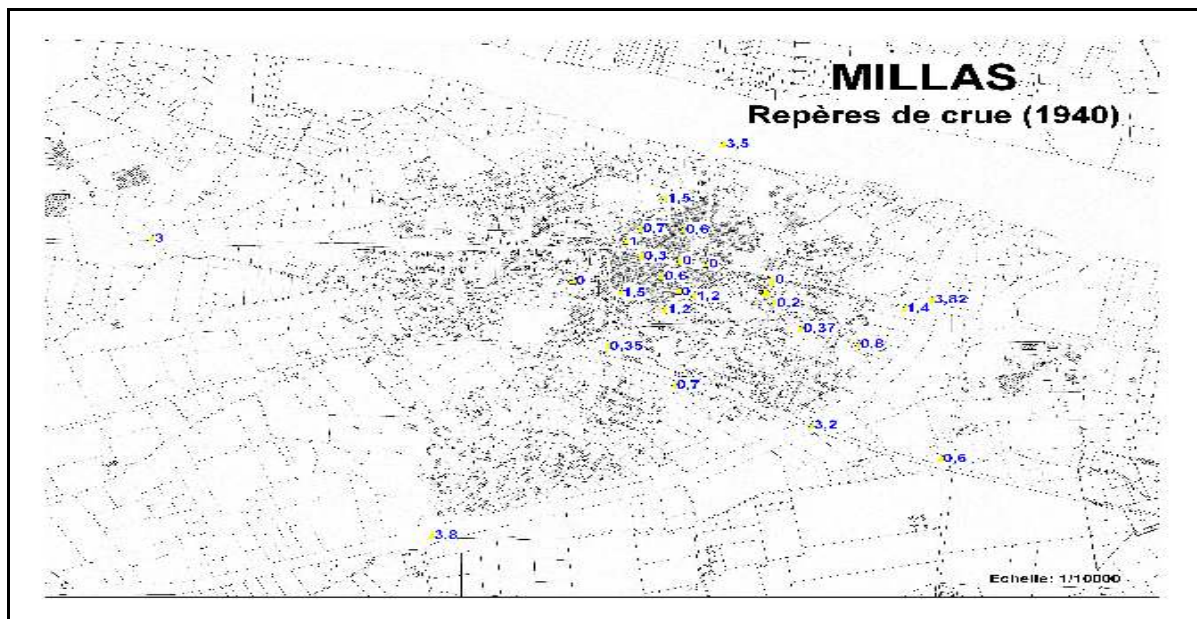 MILLAS
Repères de crue (1940)
3,5
1,5
0,7 0,6
3 1
0,3 0 0
0,6
0 0
1,5 0 1,2
0,2 3,82
1,2 1,4
0,37
0,35 0,8
0,7
3,2
0,6
3,8
Echelle: 1/10000